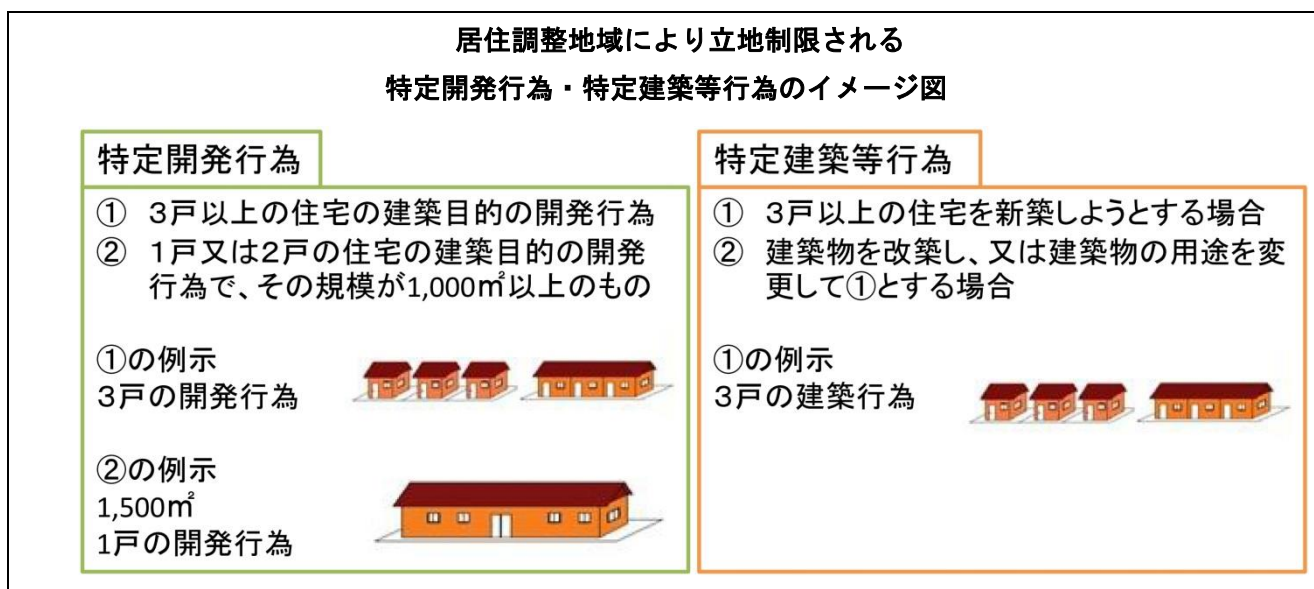 居住調整地域により立地制限される
特定開発行為・特定建築等行為のイメージ図
特定開発行為
① 3戸以上の住宅の建築目的の開発行為
② 1戸又は2戸の住宅の建築目的の開発
行為で、その規模が1,000㎡以上のもの
①の例示
3戸の開発行為
②の例示
1,500㎡
1戸の開発行為
特定建築等行為
① 3戸以上の住宅を新築しようとする場合
② 建築物を改築し、又は建築物の用途を変
更して①とする場合
①の例示
3戸の建築行為